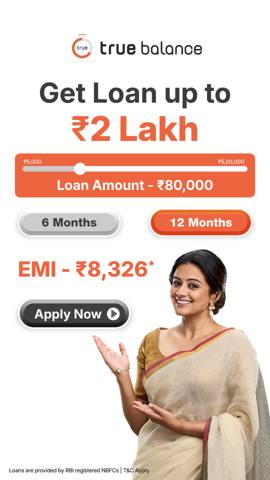 true
true balance
Get Loan up to
₹2 Lakh
₹5,000 ₹5,00,000
Loan Amount - ₹80,000
6 Months 12 Months
EMI - ₹8,326*
Apply Now
Loans are provided by RBI registered NBFCs | T&C Apply